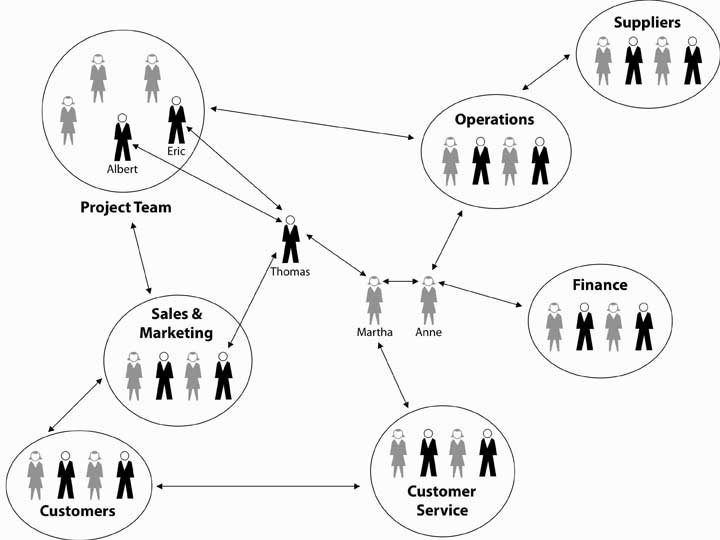 Suppliers
Operations
Eric
Albert
Project Team
Thomas
Finance
Sales &
Marketing
Martha
Anne
Customer
Service
Customers